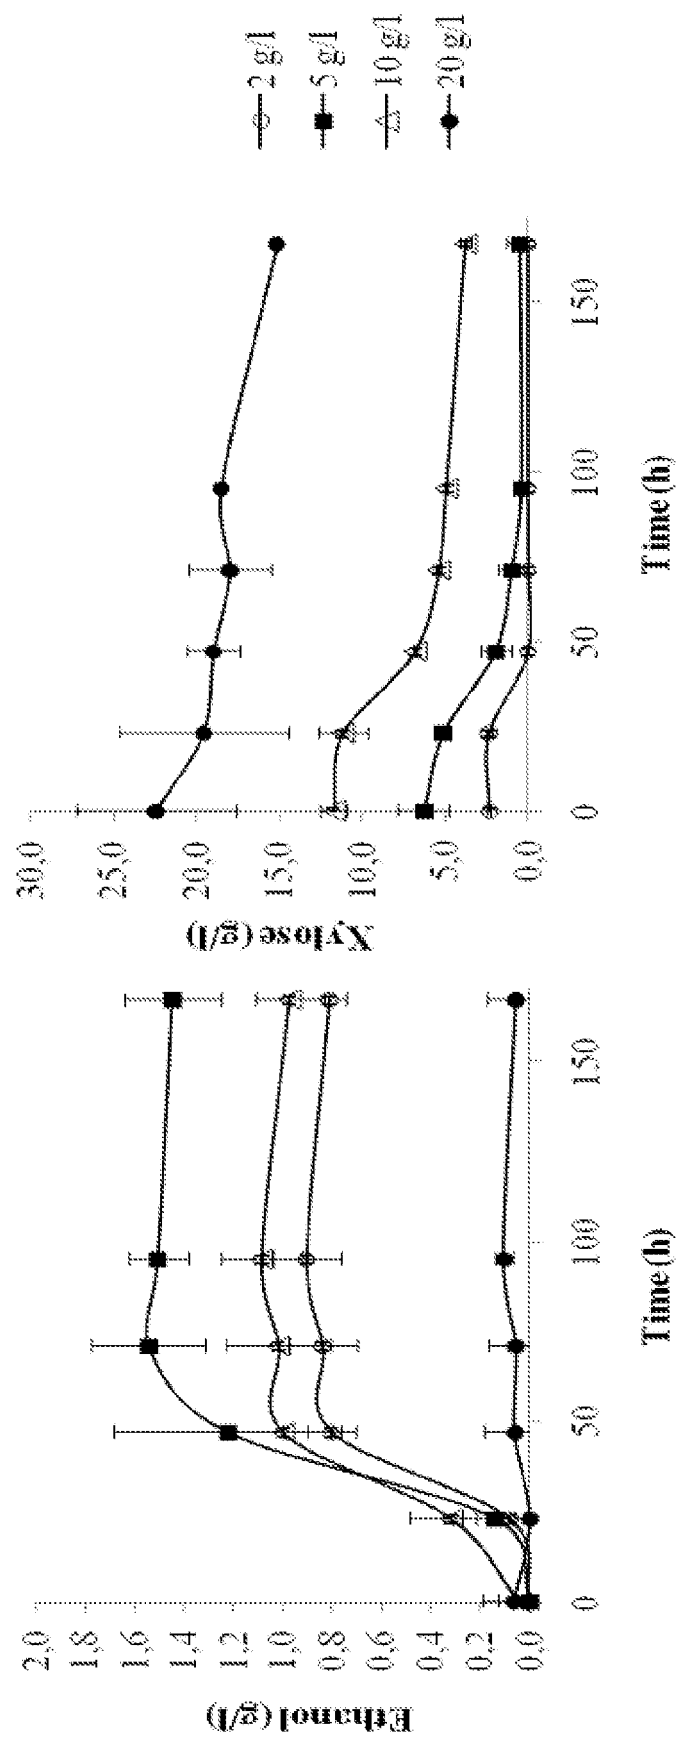 Ethanol (g/l)
2,0
1,8
1,6
1,4
1,2
1,0
0,8
0,6
0,4
0,2
0,0
0 50 100 150
Time (h)
Xylose (g/l)
30,0
25,0
20,0
15,0
10,0
5,0
0,0
0 50 100 150
Time (h)
2 g/l
5 g/l
10 g/l
20 g/l